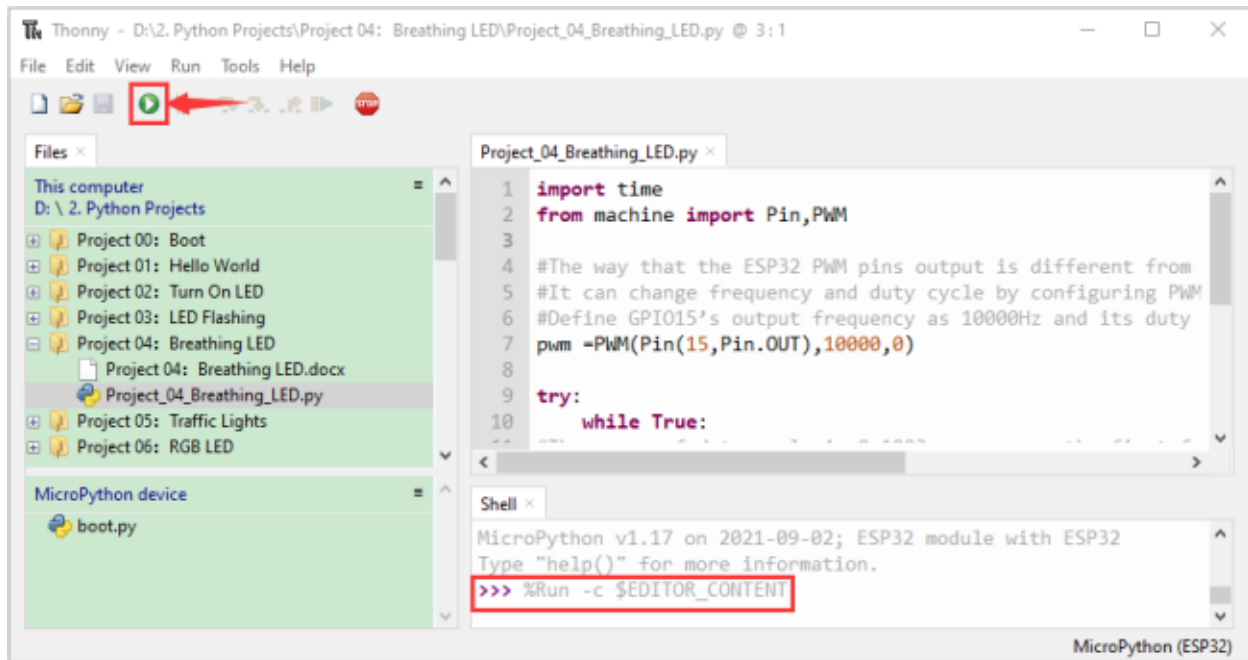 Thonny - D:\2. Python Projects\Project 04: Breathing LED\Project_04_Breathing_LED.py @ 3:1
File Edit View Run Tools Help
STOP
Files
This computer
D: \ 2. Python Projects
Project 00: Boot
Project 01: Hello World
Project 02: Turn On LED
Project 03: LED Flashing
Project 04: Breathing LED
Project 04: Breathing LED.docx
Project_04_Breathing_LED.py
Project 05: Traffic Lights
Project 06: RGB LED
MicroPython device
boot.py
Project_04_Breathing_LED.py
1 import time
2 from machine import Pin,PWM
3
4 #The way that the ESP32 PWM pins output is different from
5 #It can change frequency and duty cycle by configuring PWM
6 #Define GPIO15's output frequency as 10000Hz and its duty
7 pwm =PWM(Pin(15,Pin.OUT),10000,0)
8
9 try:
10 while True:
Shell
MicroPython v1.17 on 2021-09-02; ESP32 module with ESP32
Type "help()" for more information.
>>> %Run -c $EDITOR_CONTENT
MicroPython (ESP32)